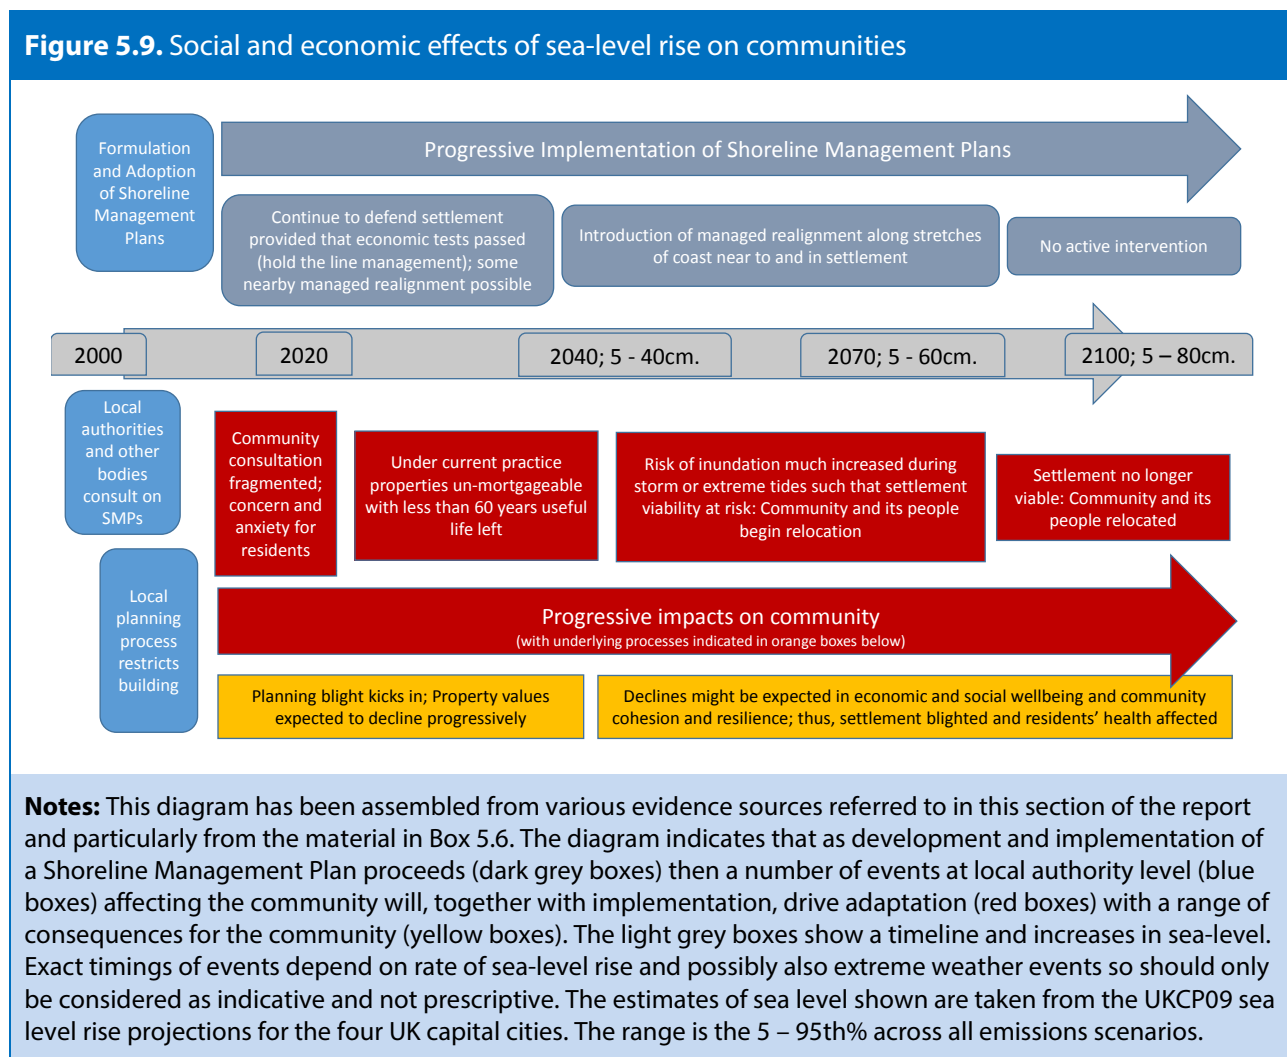 Figure 5.9. Social and economic effects of sea-level rise on communities
Formulation
and Adoption
of Shoreline
Management
Plans
Progressive Implementation of Shoreline Management Plans
Continue to defend settlement
provided that economic tests passed
(hold the line management); some
nearby managed realignment possible
Introduction of managed realignment along stretches
of coast near to and in settlement
No active intervention
2000
2020
2040; 5 - 40cm.
2070; 5 - 60cm.
2100; 5 – 80cm.
Local
authorities
and other
bodies
consult on
SMPs
Community
consultation
fragmented;
concern and
anxiety for
residents
Under current practice
properties un-mortgageable
with less than 60 years useful
life left
Risk of inundation much increased during
storm or extreme tides such that settlement
viability at risk: Community and its people
begin relocation
Settlement no longer
viable: Community and its
people relocated
Local
planning
process
restricts
building
Progressive impacts on community
(with underlying processes indicated in orange boxes below)
Planning blight kicks in; Property values
expected to decline progressively
Declines might be expected in economic and social wellbeing and community
cohesion and resilience; thus, settlement blighted and residents’ health affected
Notes: This diagram has been assembled from various evidence sources referred to in this section of the report
and particularly from the material in Box 5.6. The diagram indicates that as development and implementation of
a Shoreline Management Plan proceeds (dark grey boxes) then a number of events at local authority level (blue
boxes) affecting the community will, together with implementation, drive adaptation (red boxes) with a range of
consequences for the community (yellow boxes). The light grey boxes show a timeline and increases in sea-level.
Exact timings of events depend on rate of sea-level rise and possibly also extreme weather events so should only
be considered as indicative and not prescriptive. The estimates of sea level shown are taken from the UKCP09 sea
level rise projections for the four UK capital cities. The range is the 5 – 95th% across all emissions scenarios.